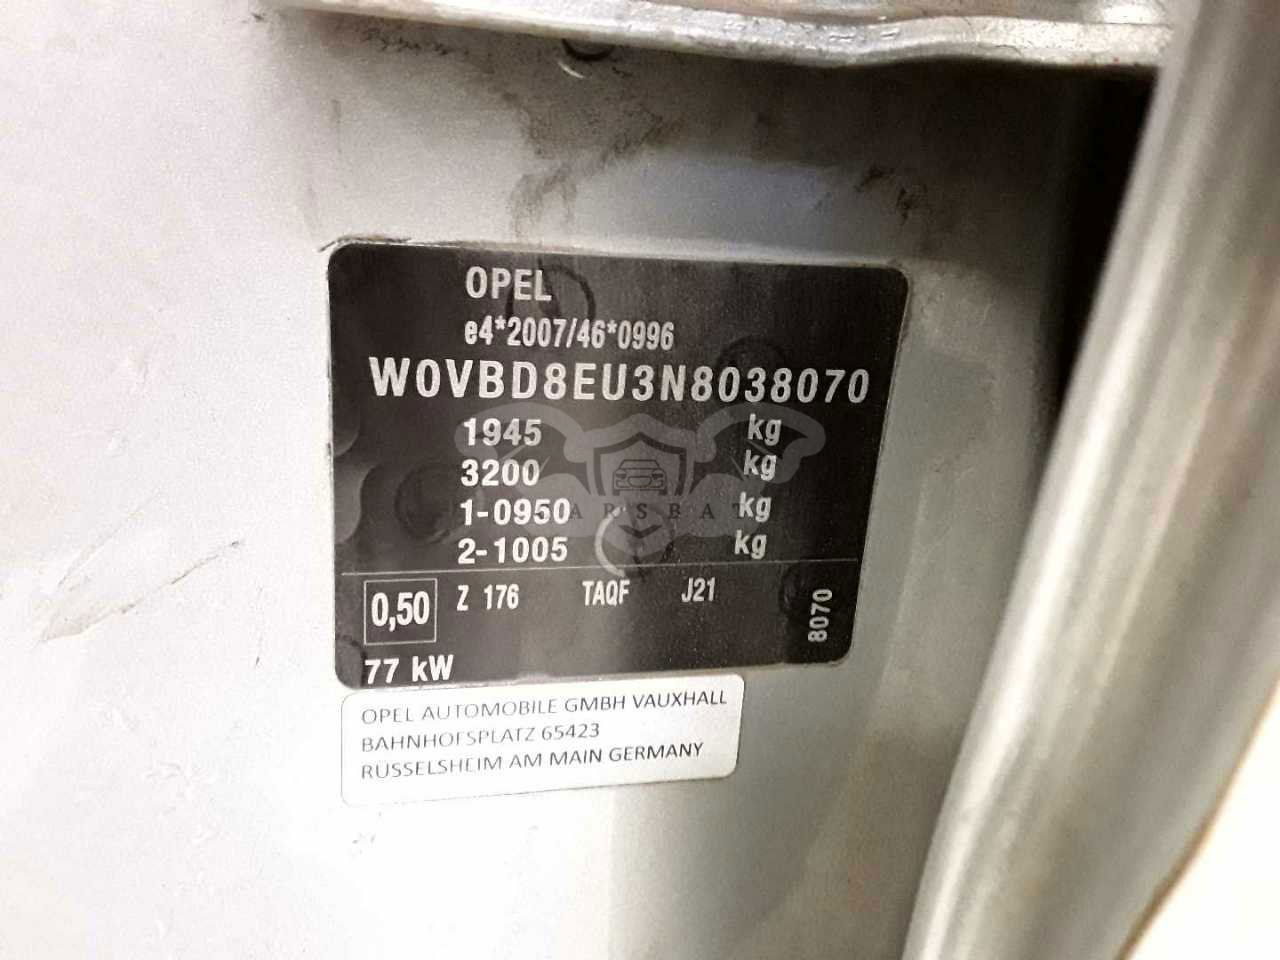 OPEL
e4*2007/46*0996
W0VBD8EU3N8038070
1945 kg
3200 kg
1-0950 kg
2-1005 kg
0,50 Z 176 TAQF J21
8070
77 kW
OPEL AUTOMOBILE GMBH VAUXHALL
BAHNHOFSPLATZ 65423
RUSSELSHEIM AM MAIN GERMANY
CARSBAT